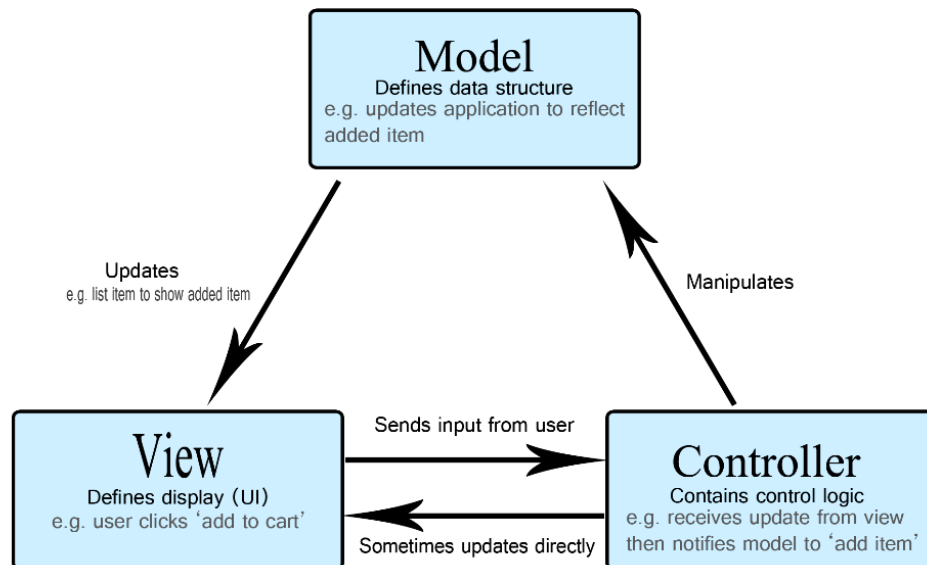 Model
Defines data structure
e.g. updates application to reflect
added item
Updates
e.g. list item to show added item
Manipulates
View
Defines display (UI)
e.g. user clicks ‘add to cart’
Sends input from user
Sometimes updates directly
Controller
Contains control logic
e.g. receives update from view
then notifies model to ‘add item’